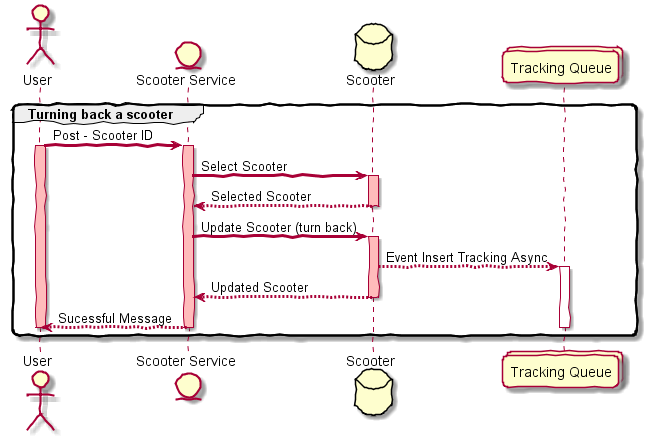 User
Scooter Service
Scooter
Tracking Queue
Turning back a scooter
Post - Scooter ID
Select Scooter
Selected Scooter
Update Scooter (turn back)
Event Insert Tracking Async
Updated Scooter
Sucessful Message
User
Scooter Service
Scooter
Tracking Queue